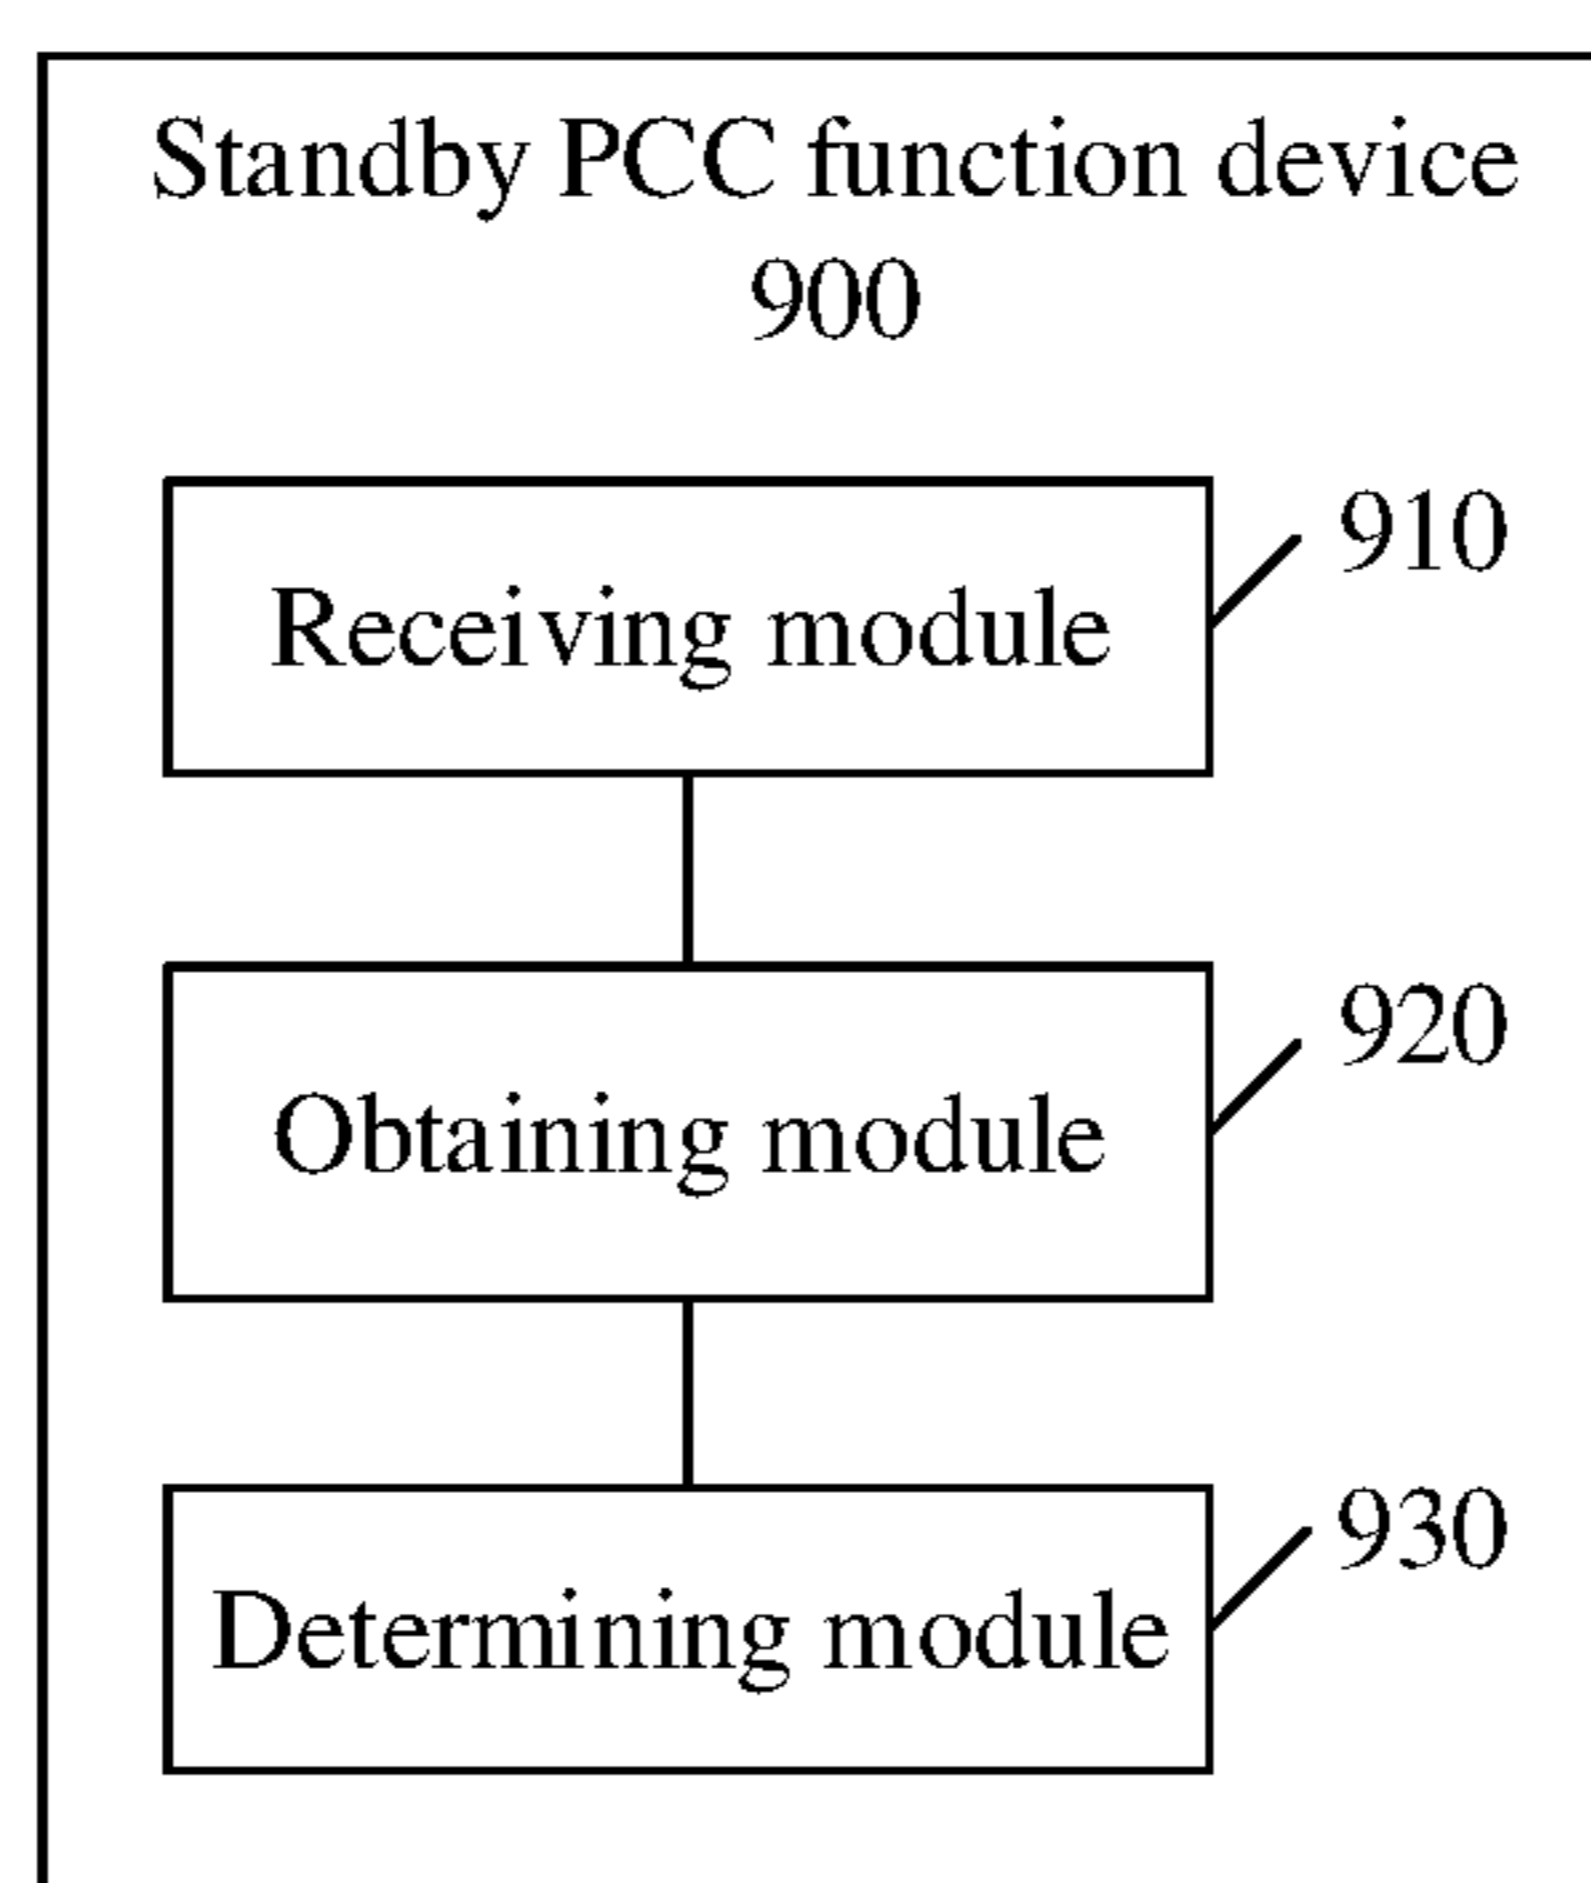 Standby PCC function device
900
910
Receiving module
920
Obtaining module
930
Determining module